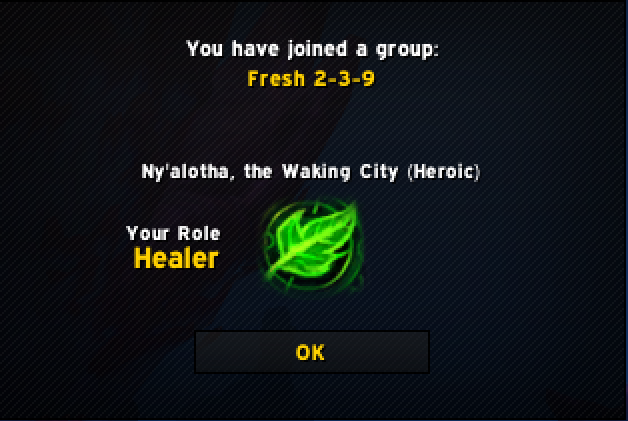 You have joined a group:
Fresh 2-3-9
Ny'alotha, the Waking City (Heroic)
Your Role
Healer
OK